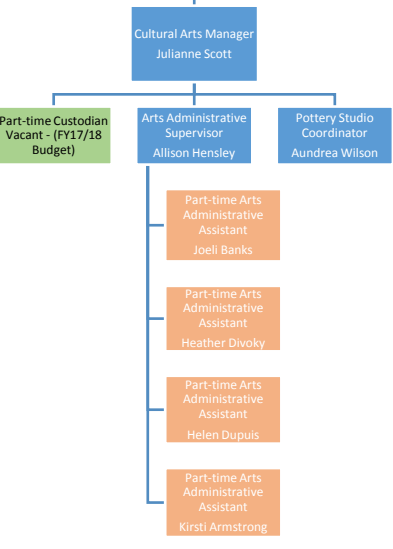 Cultural Arts Manager
Julianne Scott
Part-time Custodian
Vacant - (FY17/18
Budget)
Arts Administrative
Supervisor
Allison Hensley
Pottery Studio
Coordinator
Aundrea Wilson
Part-time Arts
Administrative
Assistant
Joeli Banks
Part-time Arts
Administrative
Assistant
Heather Divoky
Part-time Arts
Administrative
Assistant
Helen Dupuis
Part-time Arts
Administrative
Assistant
Kirsti Armstrong